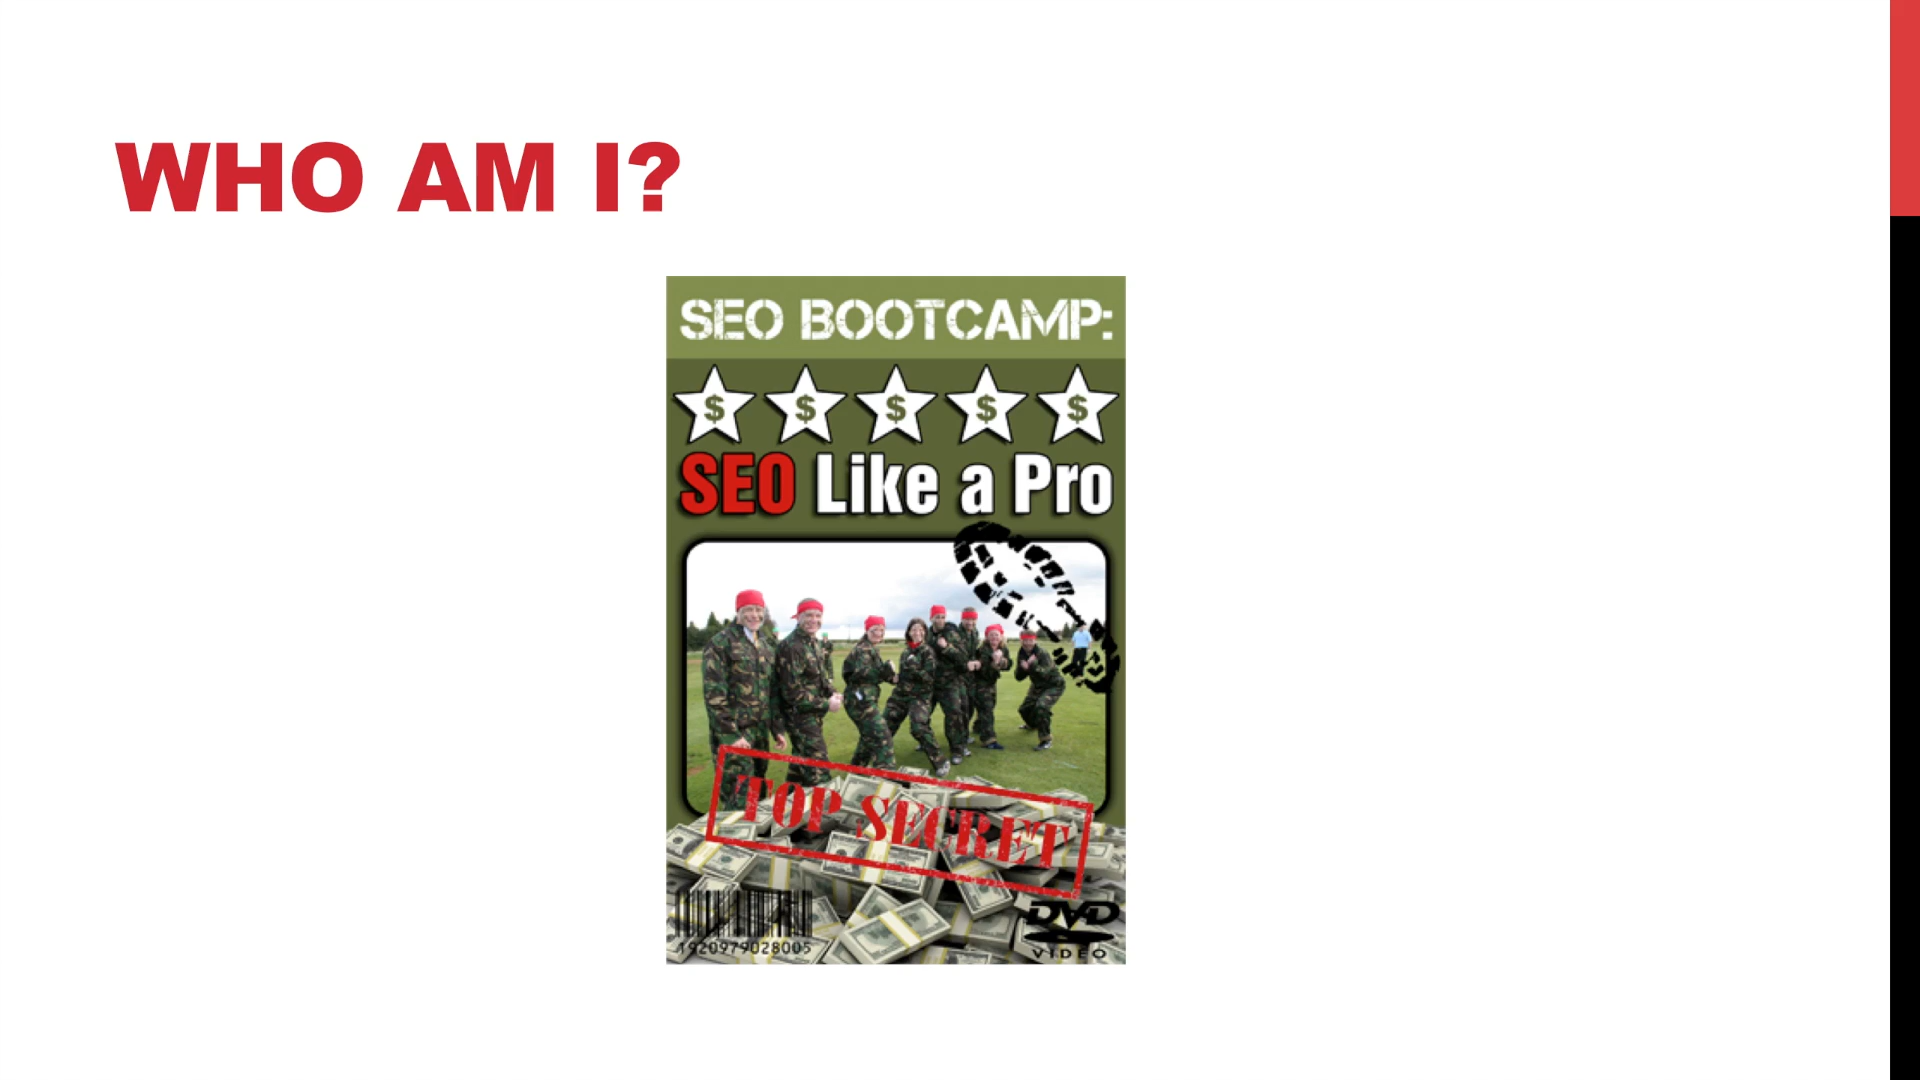 WHO AM I?
SEO BOOTCAMP:
$ $ $ $ $
SEO Like a Pro
TOP SECRET
1920979028005
DVD
VIDEO